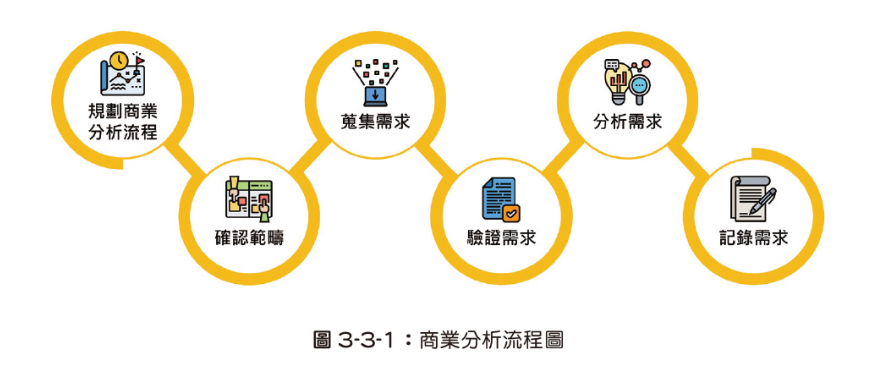 規劃商業
分析流程
確認範疇
蒐集需求
驗證需求
分析需求
記錄需求
圖 3-3-1：商業分析流程圖